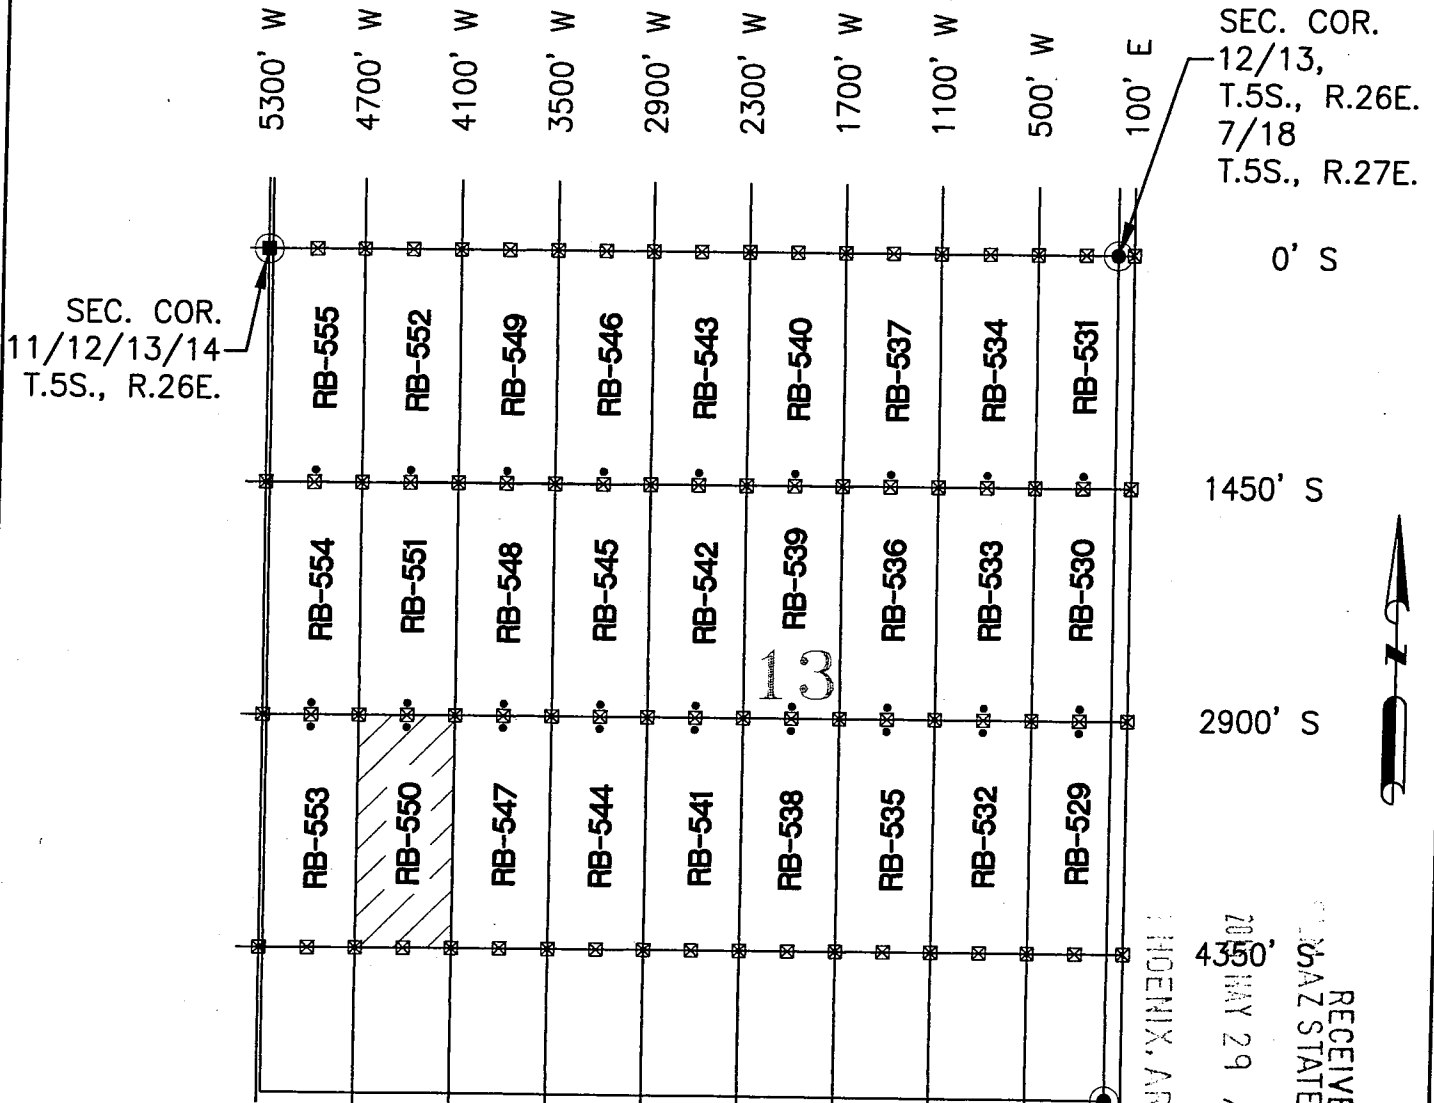 5300' W
4700' W
4100' W
3500' W
2900' W
2300' W
1700' W
1100' W
500' W
100' E
SEC. COR.
12/13,
T.5S., R.26E.
7/18
T.5S., R.27E.
0' S
SEC. COR.
11/12/13/14
T.5S., R.26E.
RB-555
RB-552
RB-549
RB-546
RB-543
RB-540
RB-537
RB-534
RB-531
1450' S
RB-554
RB-551
RB-548
RB-545
RB-542
RB-539
RB-536
RB-533
RB-530
13
N
2900' S
RB-553
RB-550
RB-547
RB-544
RB-541
RB-538
RB-535
RB-532
RB-529
4350' S
RECEIVE
AZ STATE
MAY 29
PHOENIX, AR